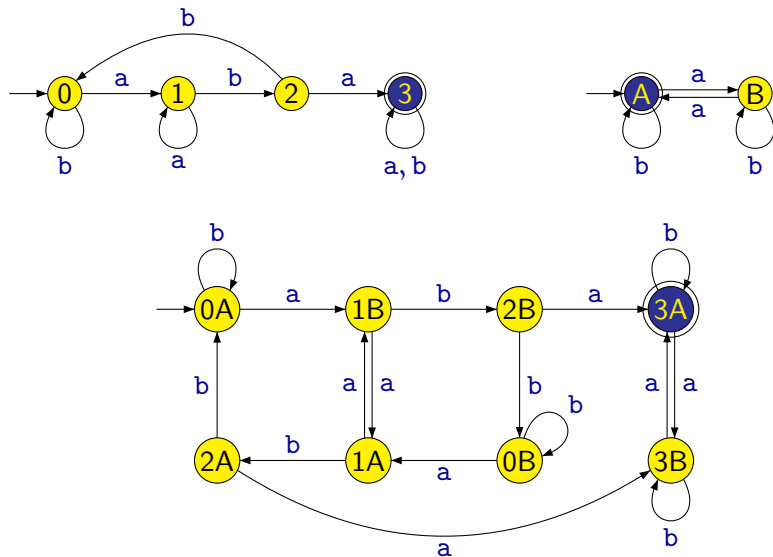 b
0 a 1 b 2 a 3
b a a, b
A a B
a
b b
b b
0A a 1B b 2B a 3A
b a a b b a a
2A b 1A a 0B 3B
a b